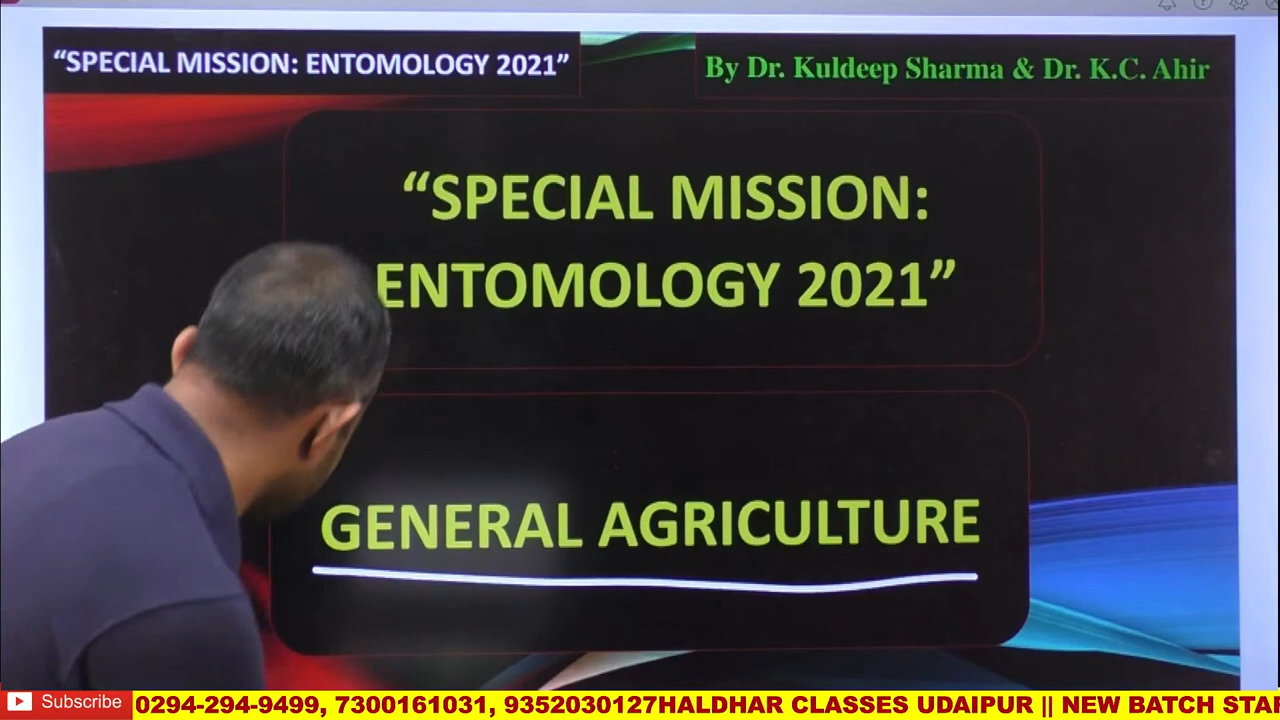 “SPECIAL MISSION: ENTOMOLOGY 2021”
By Dr. Kuldeep Sharma & Dr. K.C. Ahir
“SPECIAL MISSION:
ENTOMOLOGY 2021”
GENERAL AGRICULTURE
Subscribe
0294-294-9499, 7300161031, 9352030127HALDHAR CLASSES UDAIPUR || NEW BATCH